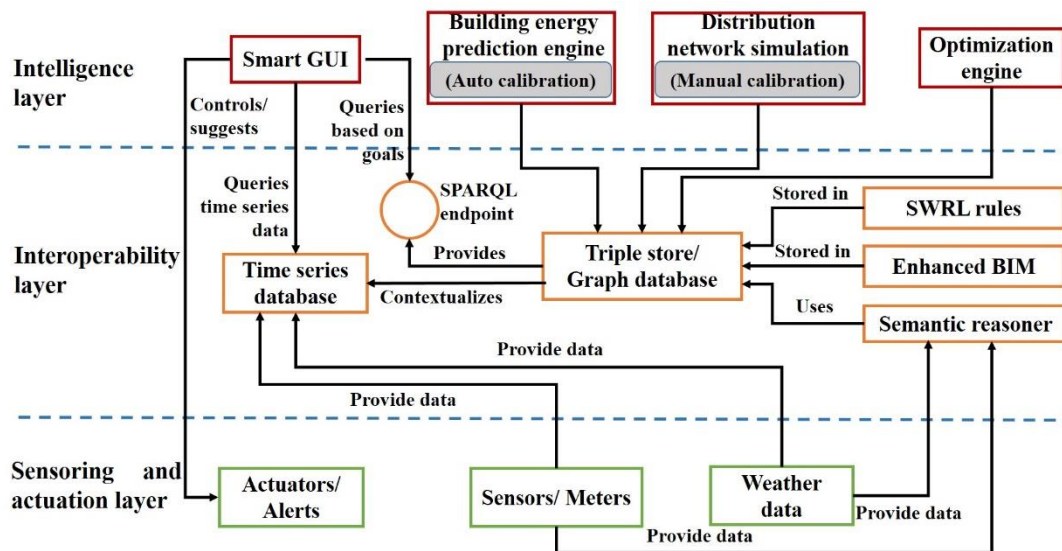 Intelligence
layer
Smart GUI
Building energy
prediction engine
(Auto calibration)
Distribution
network simulation
(Manual calibration)
Optimization
engine
Controls/
suggests
Queries
based on
goals
Queries
time series
data
SPARQL
endpoint
Interoperability
layer
Time series
database
Provides
Contextualizes
Triple store/
Graph database
Stored in
SWRL rules
Stored in
Enhanced BIM
Uses
Semantic reasoner
Provide data
Provide data
Sensoring and
actuation layer
Actuators/
Alerts
Sensors/ Meters
Weather
data
Provide data
Provide data